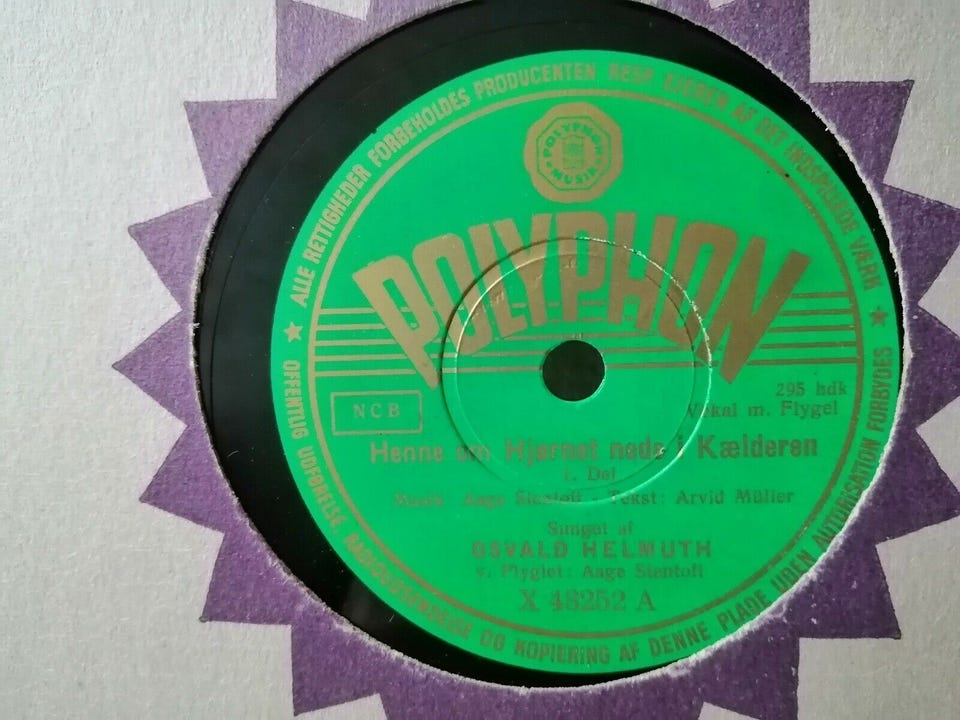 ALLE RETTIGHEDER FORBEHOLDES PRODUCENTEN RESP. EJEREN AF DET INDSPILLEDE VÆRK
POLYPHON
MUSIK
POLYPHON
NCB
295 hdk
Vokal m. Flygel
Henne om Hjørnet nede i Kælderen
1. Del
Musik: Aage Stentoft - Tekst: Arvid Müller
Sunget af
OSVALD HELMUTH
v. Flyglet: Aage Stentoft
X 48252 A
OFFENTLIG UDFØRELSE RADIOUDSENDELSE OG KOPIERING AF DENNE PLADE UDEN AUTORISATION FORBYDES